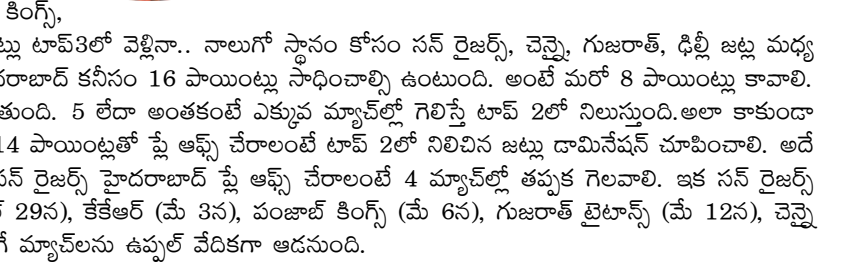 కింగ్స్,
టాప్3లో వెళ్లినా.. నాలుగో స్థానం కోసం సన్ రైజర్స్, చెన్నై, గుజరాత్, ఢిల్లీ జట్ల మధ్య
కనీసం 16 పాయింట్లు సాధించాల్సి ఉంటుంది. అంటే మరో 8 పాయింట్లు కావాలి.
5 లేదా అంతకంటే ఎక్కువ మ్యాచ్‌ల్లో గెలిస్తే టాప్ 2లో నిలుస్తుంది.అలా కాకుండా
14 పాయింట్లతో ప్లే ఆఫ్స్ చేరాలంటే టాప్ 2లో నిలిచిన జట్లు డామినేషన్ చూపించాలి. అదే
సన్ రైజర్స్ హైదరాబాద్ ప్లే ఆఫ్స్ చేరాలంటే 4 మ్యాచ్‌ల్లో తప్పక గెలవాలి. ఇక సన్ రైజర్స్
29న), కేకేఆర్ (మే 3న), పంజాబ్ కింగ్స్ (మే 6న), గుజరాత్ టైటాన్స్ (మే 12న), చెన్నై
మ్యాచ్‌లను ఉప్పల్ వేదికగా ఆడనుంది.